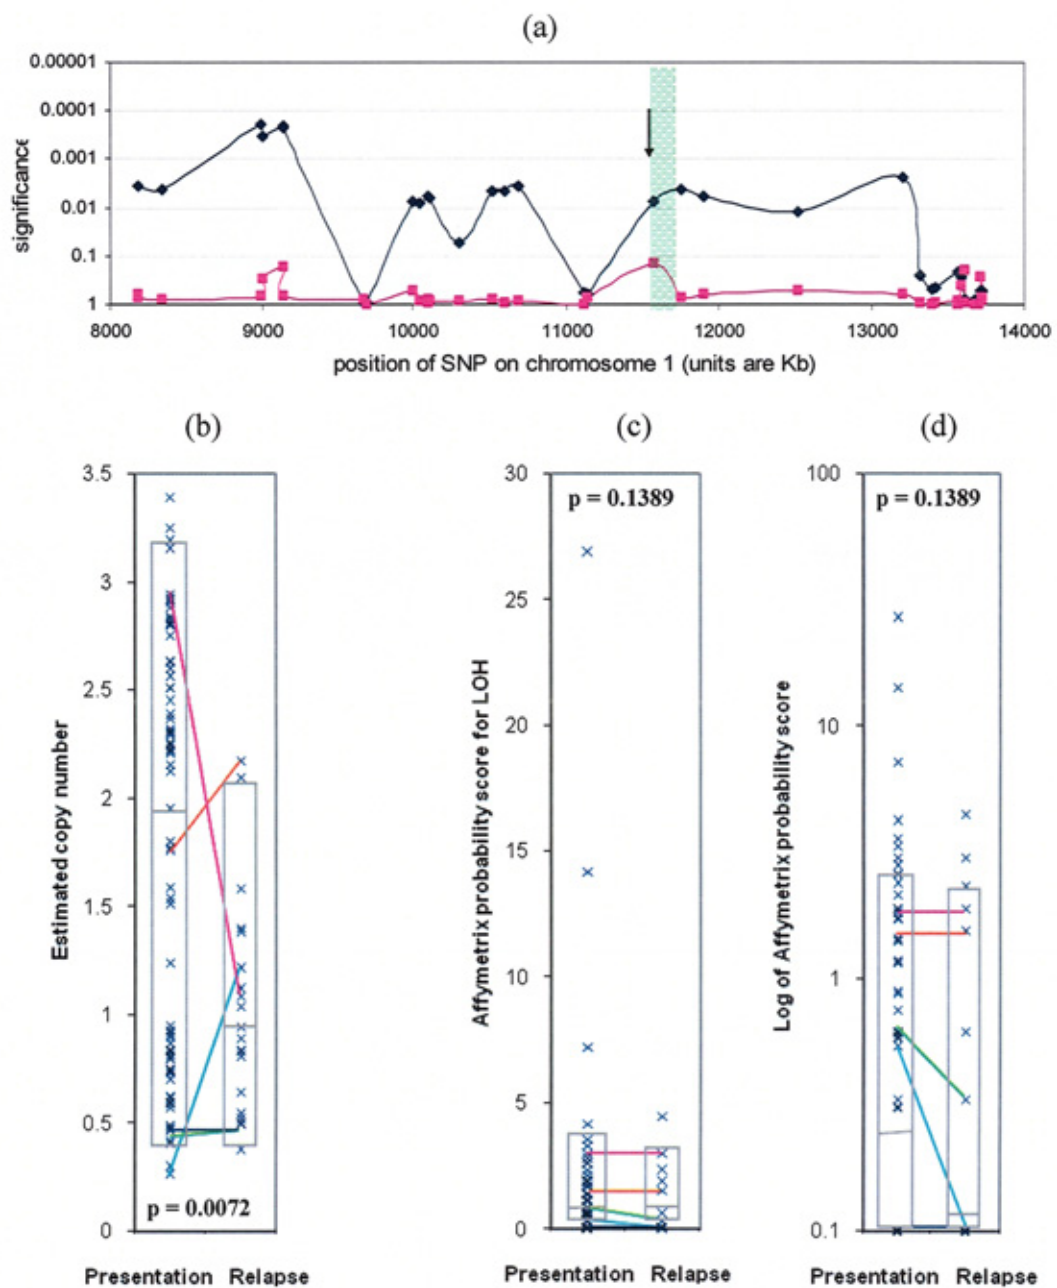 (a)
0.00001
0.0001
0.001
0.01
0.1
1
significance
8000 9000 10000 11000 12000 13000 14000
position of SNP on chromosome 1 (units are Kb)
(b)
3.5
3
2.5
2
1.5
1
0.5
0
Estimated copy number
p = 0.0072
Presentation Relapse
(c)
30
25
20
15
10
5
0
Affymetrix probability score for LOH
p = 0.1389
Presentation Relapse
(d)
100
10
1
0.1
Log of Affymetrix probability score
p = 0.1389
Presentation Relapse